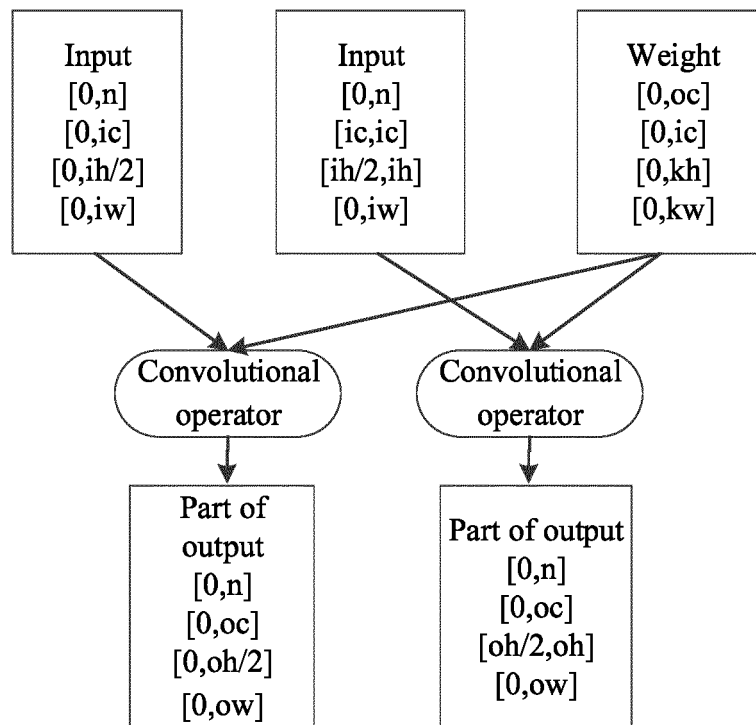 Input
[0,n]
[0,ic]
[0,ih/2]
[0,iw]
Input
[0,n]
[ic,ic]
[ih/2,ih]
[0,iw]
Weight
[0,oc]
[0,ic]
[0,kh]
[0,kw]
Convolutional
operator
Convolutional
operator
Part of
output
[0,n]
[0,oc]
[0,oh/2]
[0,ow]
Part of output
[0,n]
[0,oc]
[oh/2,oh]
[0,ow]